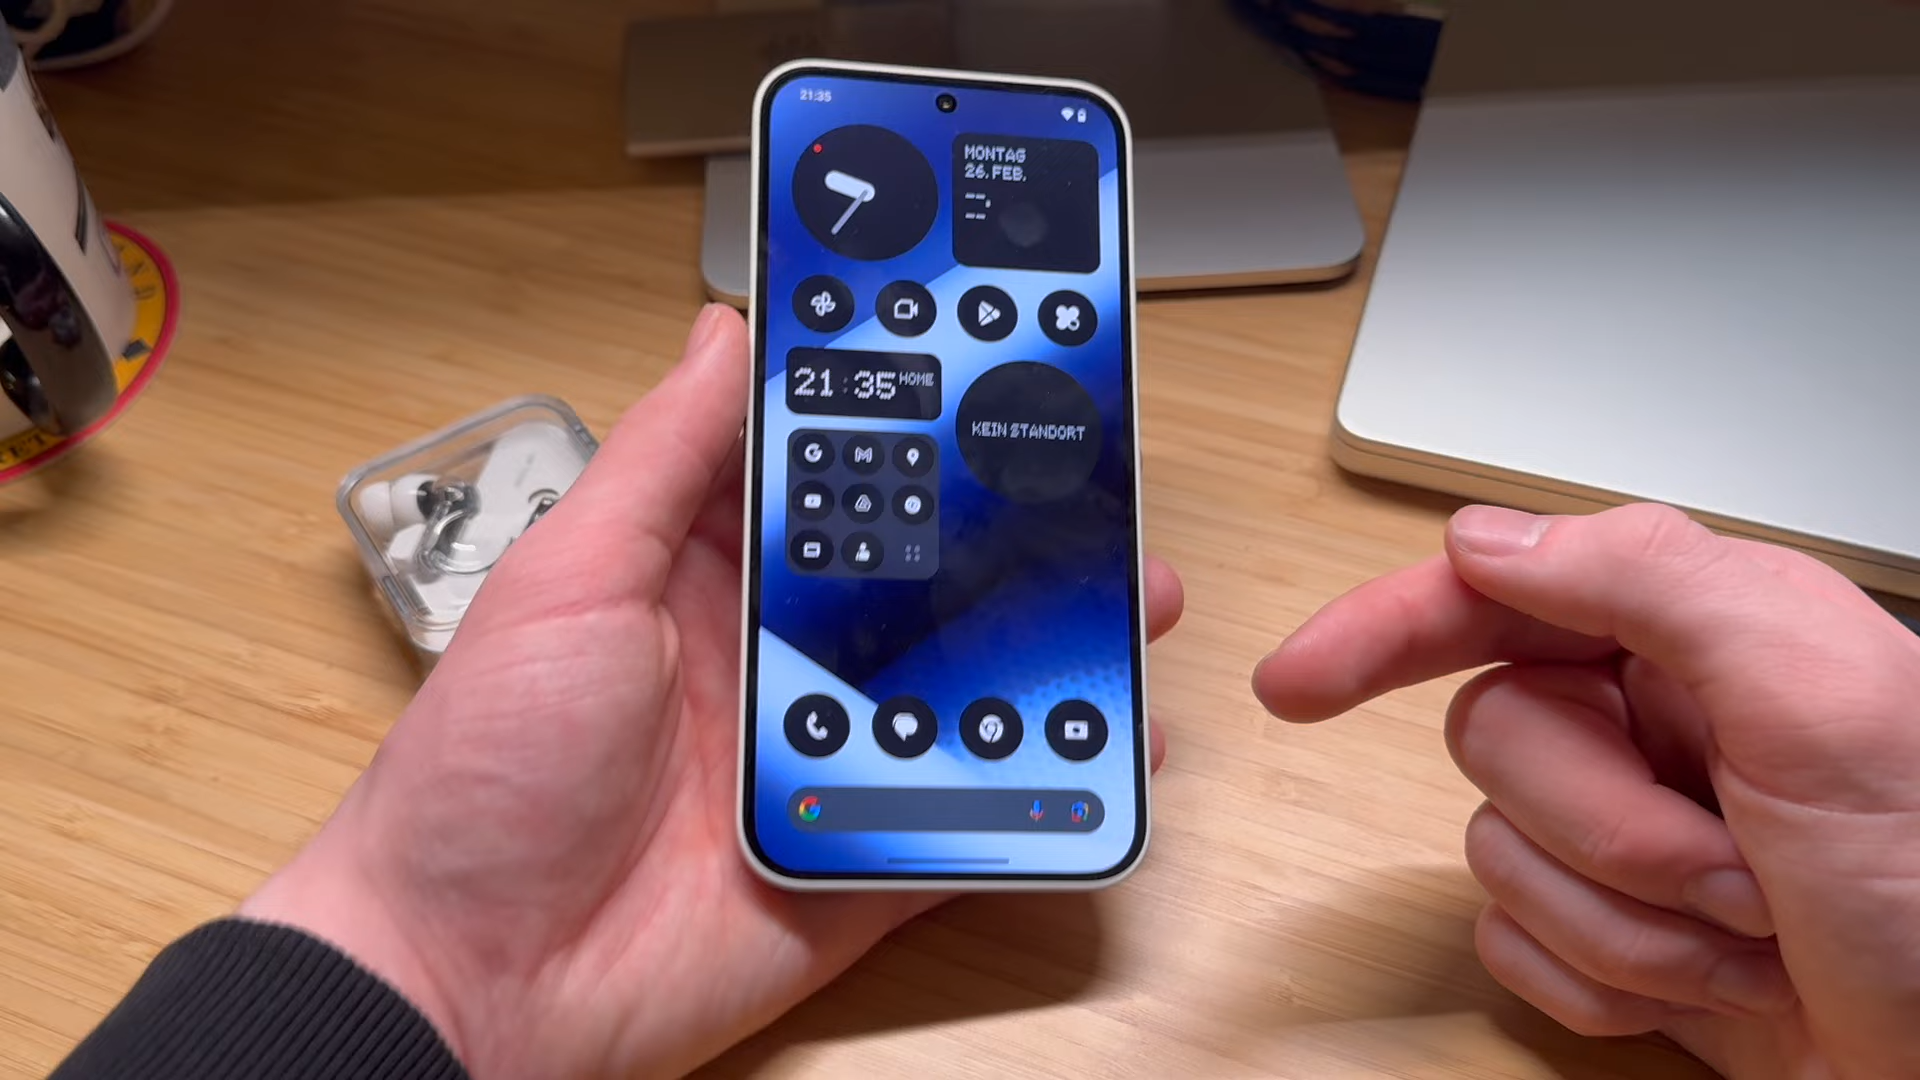 21:35
MONTAG
26. FEB.
--,
--
21:35 HOME
KEIN STANDORT